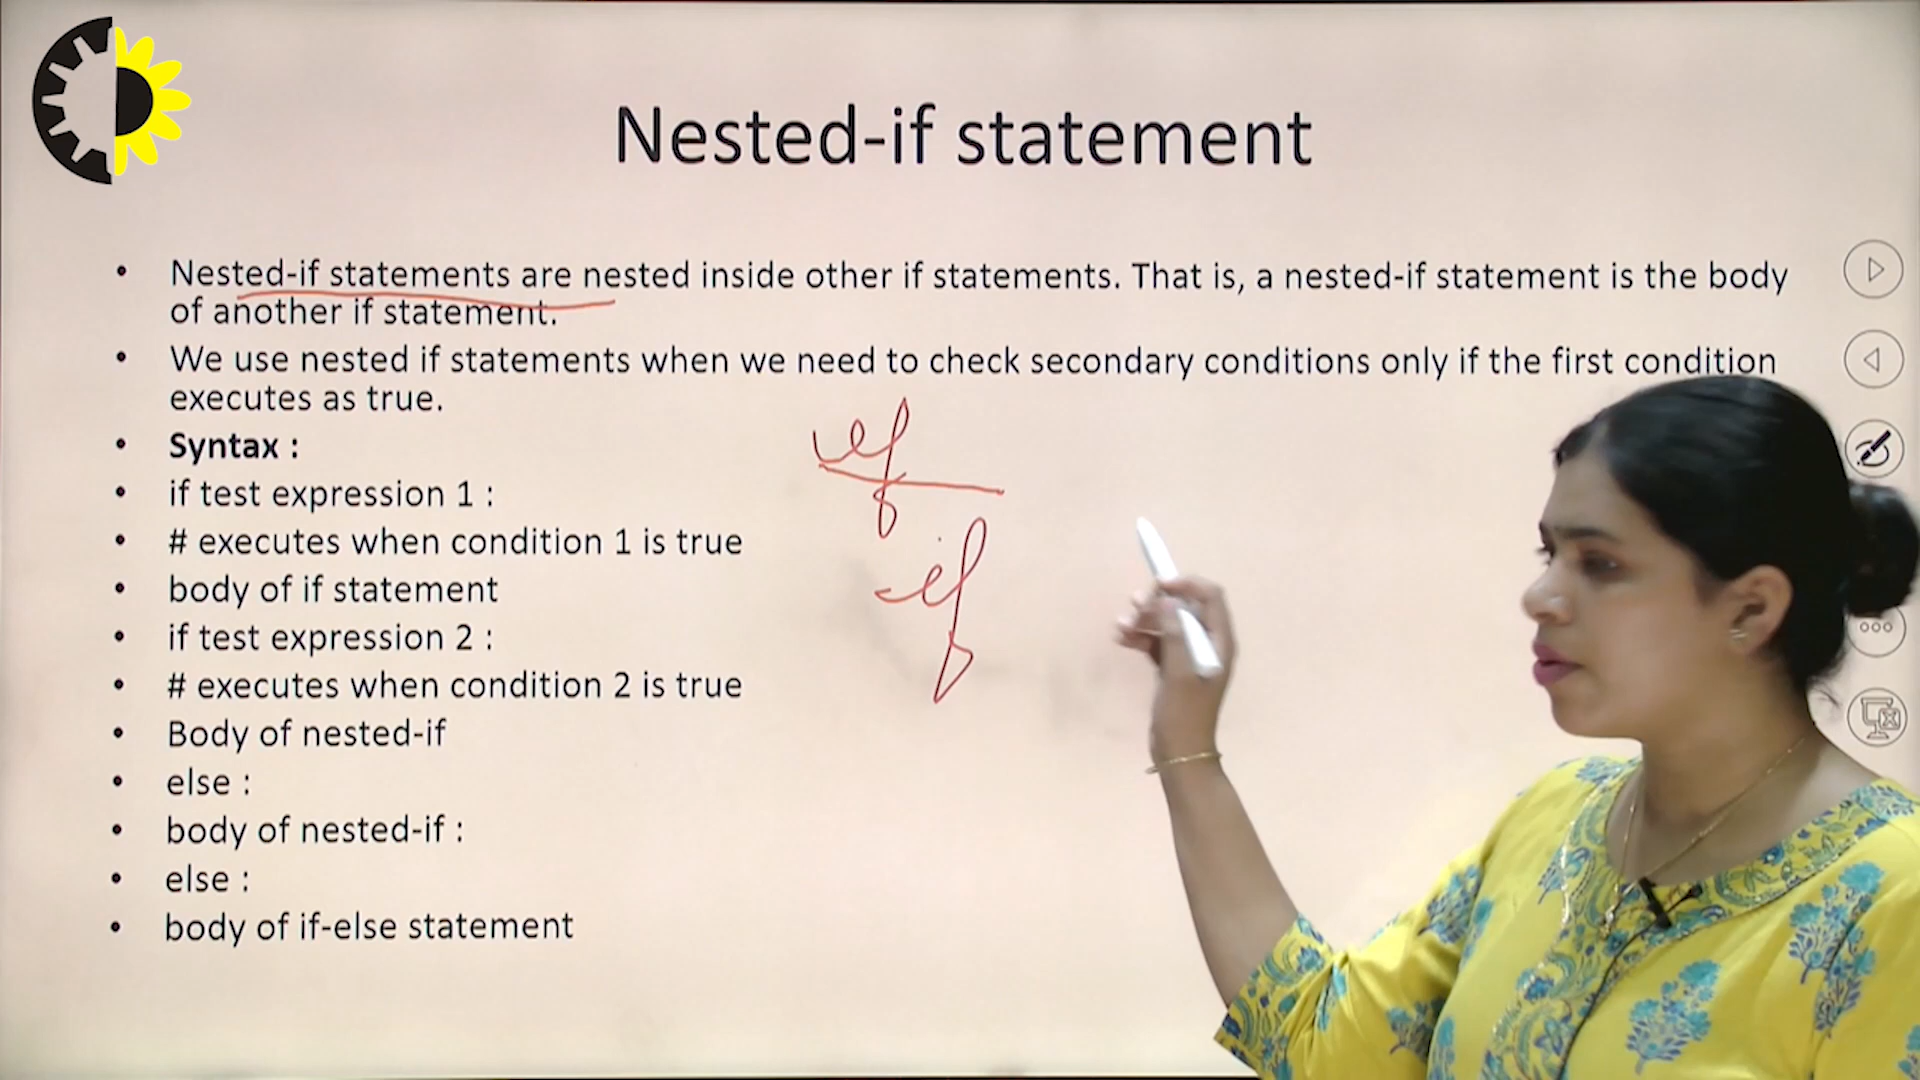 Nested-if statement
• Nested-if statements are nested inside other if statements. That is, a nested-if statement is the body
of another if statement.
• We use nested if statements when we need to check secondary conditions only if the first condition
executes as true.
• Syntax :
• if test expression 1 :
• # executes when condition 1 is true
• body of if statement
• if test expression 2 :
• # executes when condition 2 is true
• Body of nested-if
• else :
• body of nested-if :
• else :
• body of if-else statement
if
if